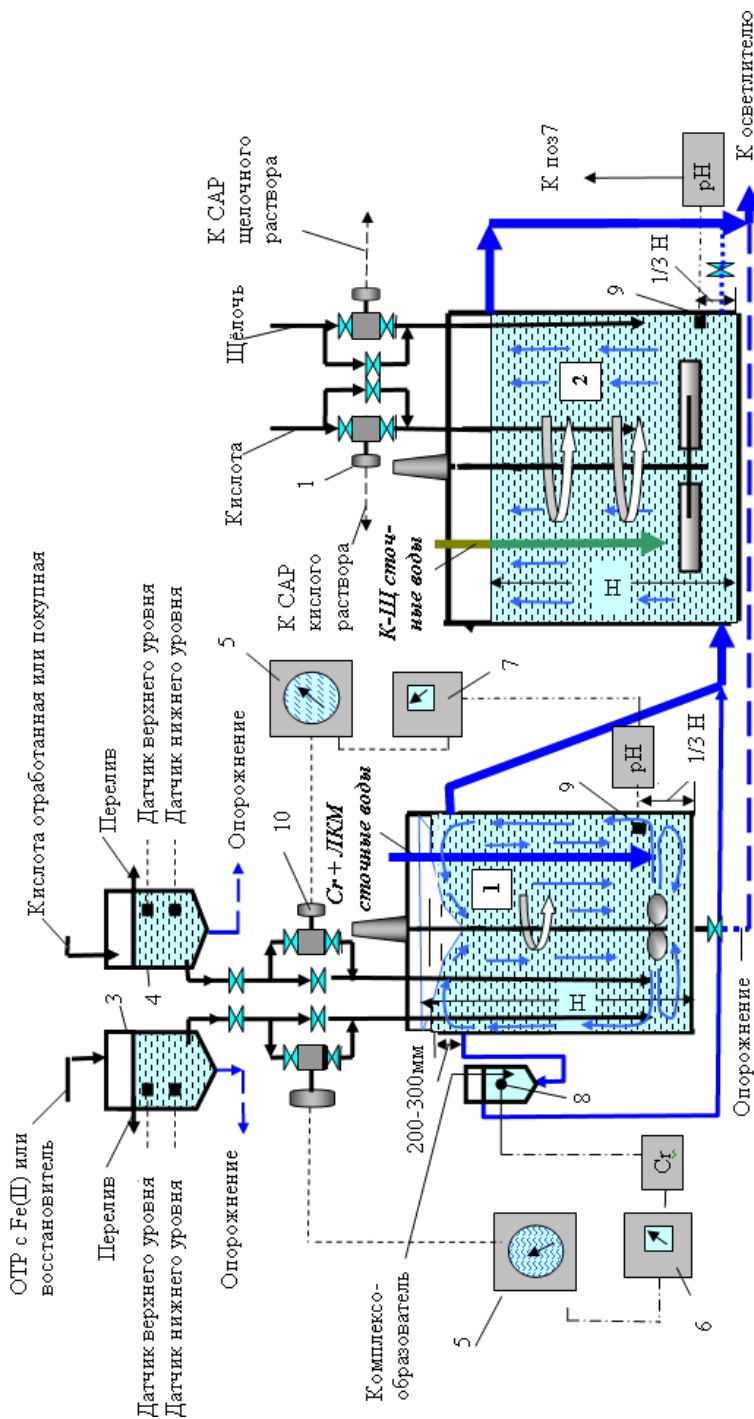 ОТР с Fe(II) или
восстановитель
Кислота отработанная или покупная
Перелив
Датчик верхнего уровня
Датчик нижнего уровня
Опорожнение
3
4
Перелив
Датчик верхнего уровня
Датчик нижнего уровня
Опорожнение
10
5
7
Cr + ЛКМ
сточные воды
1
H
200-300мм
8
Комплексо-
образователь
5
6
Cr
9
pH
1/3 H
Опорожнение
Кислота
Щёлочь
1
К САР
кислого
раствора
К САР
щелочного
раствора
К-Щ сточ-
ные воды
2
H
9
1/3 H
pH
К поз7
К осветлителю